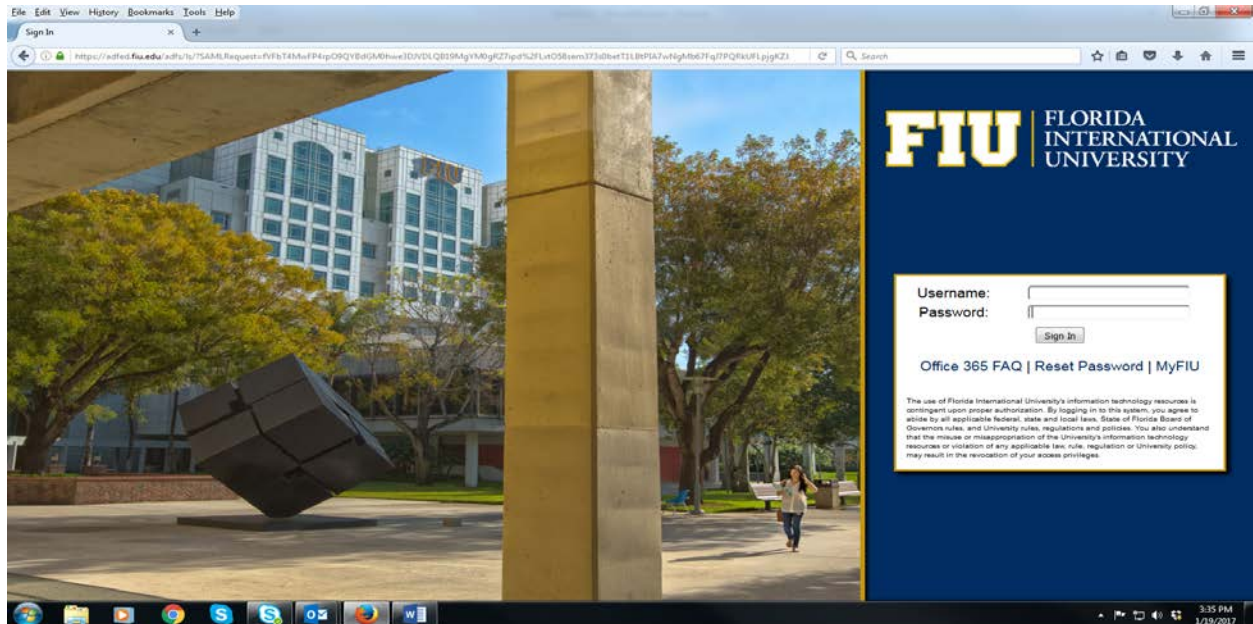 File Edit View History Bookmarks Tools Help
Sign In
Search
FIU
FIU
FLORIDA
INTERNATIONAL
UNIVERSITY
Username:
Password:
Sign In
Office 365 FAQ | Reset Password | MyFIU
The use of Florida International University's information technology resources is
contingent upon proper authorization. By logging in to this system, you agree to
abide by all applicable federal, state and local laws, State of Florida Board of
Governors rules, and University rules, regulations and policies. You also understand
that the misuse or misappropriation of the University's information technology
resources or violation of any applicable law, rule, regulation or University policy,
may result in the revocation of your access privileges.
3:35 PM
1/19/2017